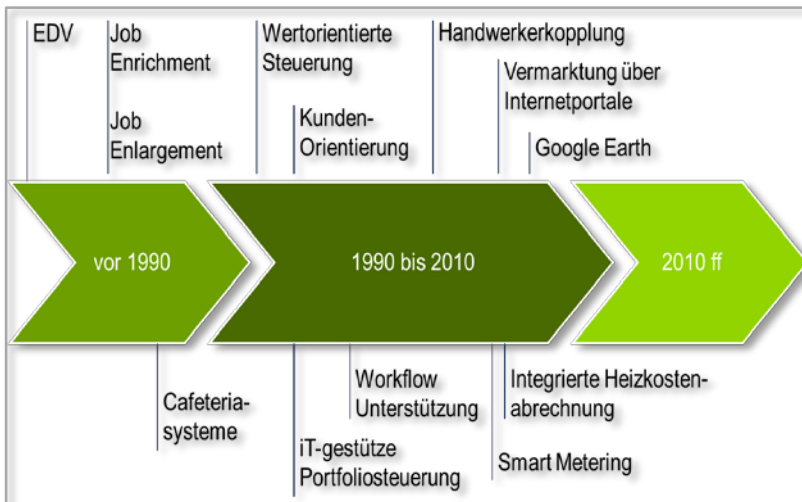 EDV
Job
Enrichment
Job
Enlargement
Wertorientierte
Steuerung
Kunden-
Orientierung
Handwerkerkopplung
Vermarktung über
Internetportale
Google Earth
vor 1990
1990 bis 2010
2010 ff
Cafeteria-
systeme
iT-gestütze
Portfoliosteuerung
Workflow
Unterstützung
Integrierte Heizkosten-
abrechnung
Smart Metering